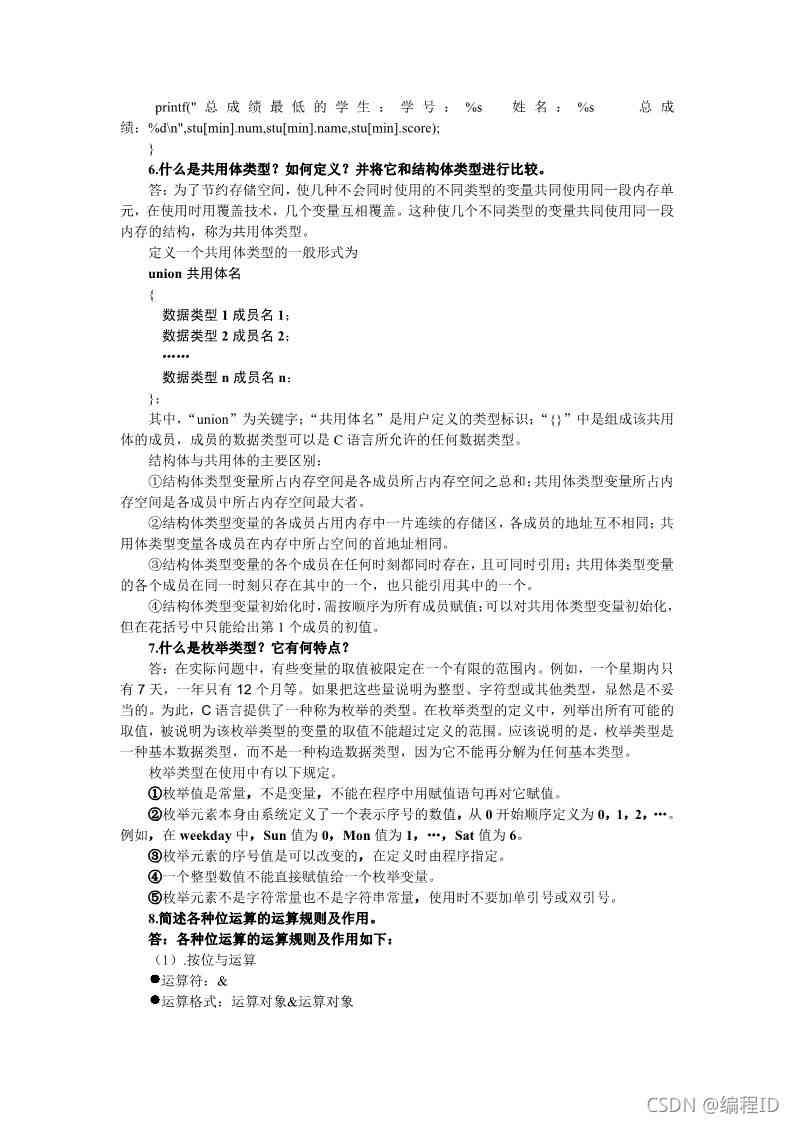 printf("总成绩最低的学生：学号：%s 姓名：%s 总成
绩：%d\n",stu[min].num,stu[min].name,stu[min].score);
}
6.什么是共用体类型？如何定义？并将它和结构体类型进行比较。
答：为了节约存储空间，使几种不会同时使用的不同类型的变量共同使用同一段内存单
元，在使用时用覆盖技术，几个变量互相覆盖。这种使几个不同类型的变量共同使用同一段
内存的结构，称为共用体类型。
定义一个共用体类型的一般形式为
union 共用体名
{
数据类型 1 成员名 1；
数据类型 2 成员名 2；
……
数据类型 n 成员名 n；
}；
其中，“union”为关键字；“共用体名”是用户定义的类型标识；“{}”中是组成该共用
体的成员，成员的数据类型可以是 C 语言所允许的任何数据类型。
结构体与共用体的主要区别：
①结构体类型变量所占内存空间是各成员所占内存空间之总和；共用体类型变量所占内
存空间是各成员中所占内存空间最大者。
②结构体类型变量的各成员占用内存中一片连续的存储区，各成员的地址互不相同；共
用体类型变量各成员在内存中所占空间的首地址相同。
③结构体类型变量的各个成员在任何时刻都同时存在，且可同时引用；共用体类型变量
的各个成员在同一时刻只存在其中的一个，也只能引用其中的一个。
④结构体类型变量初始化时，需按顺序为所有成员赋值；可以对共用体类型变量初始化，
但在花括号中只能给出第 1 个成员的初值。
7.什么是枚举类型？它有何特点？
答：在实际问题中，有些变量的取值被限定在一个有限的范围内。例如，一个星期内只
有 7 天，一年只有 12 个月等。如果把这些量说明为整型、字符型或其他类型，显然是不妥
当的。为此，C 语言提供了一种称为枚举的类型。在枚举类型的定义中，列举出所有可能的
取值，被说明为该枚举类型的变量的取值不能超过定义的范围。应该说明的是，枚举类型是
一种基本数据类型，而不是一种构造数据类型，因为它不能再分解为任何基本类型。
枚举类型在使用中有以下规定。
①枚举值是常量，不是变量，不能在程序中用赋值语句再对它赋值。
②枚举元素本身由系统定义了一个表示序号的数值，从 0 开始顺序定义为 0，1，2，…。
例如，在 weekday 中，Sun 值为 0，Mon 值为 1，…，Sat 值为 6。
③枚举元素的序号值是可以改变的，在定义时由程序指定。
④一个整型数值不能直接赋值给一个枚举变量。
⑤枚举元素不是字符常量也不是字符串常量，使用时不要加单引号或双引号。
8.简述各种位运算的运算规则及作用。
答：各种位运算的运算规则及作用如下：
（1）.按位与运算
●运算符：&
●运算格式：运算对象&运算对象
CSDN @编程ID